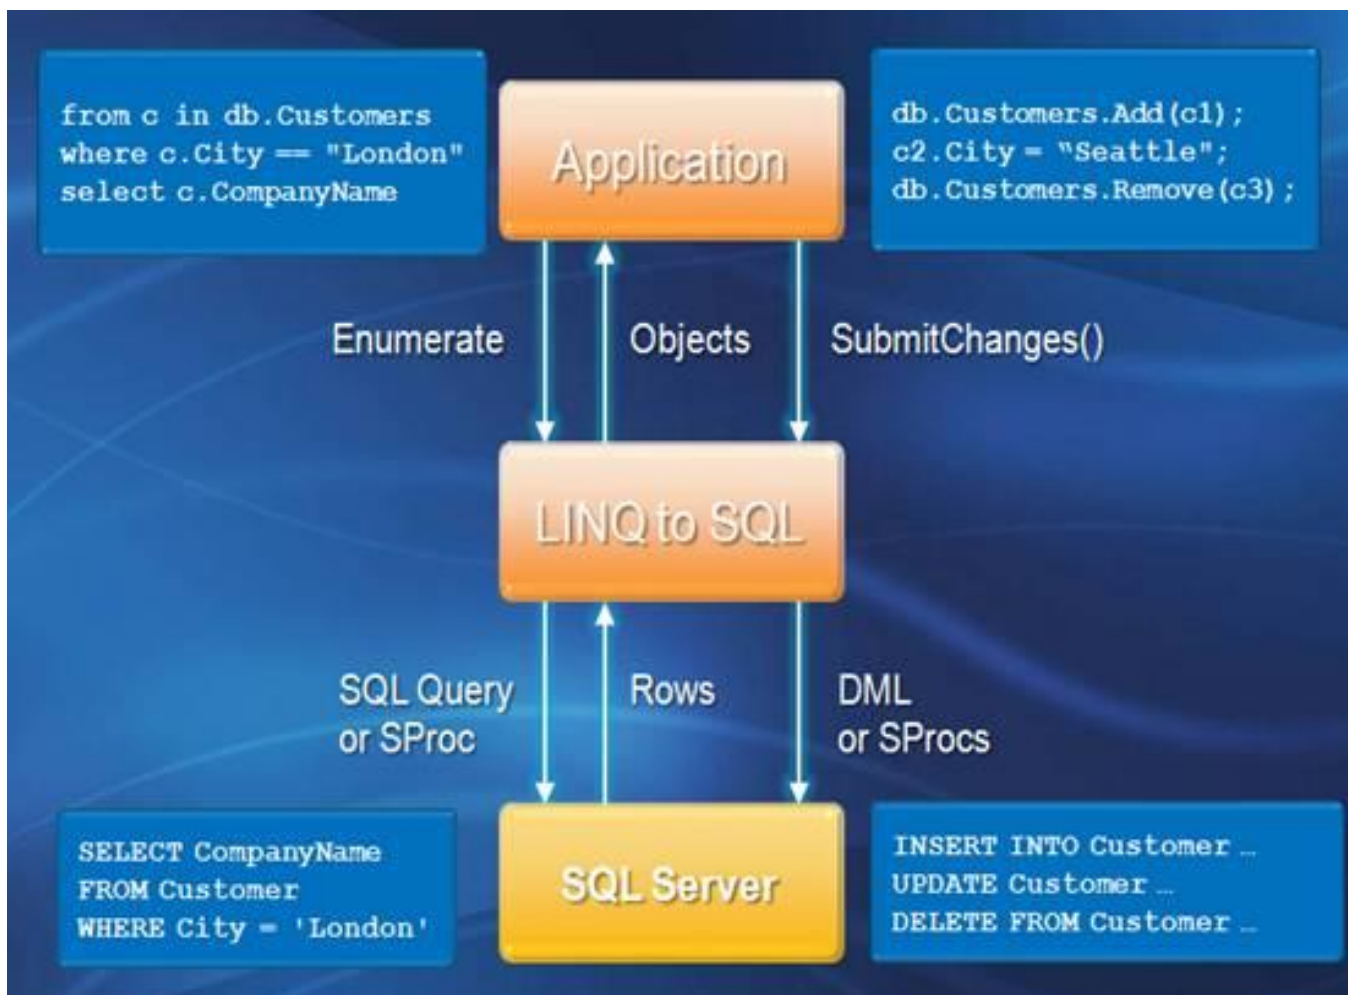 from c in db.Customers
where c.City == "London"
select c.CompanyName
Application
db.Customers.Add(c1);
c2.City = “Seattle";
db.Customers.Remove(c3);
Enumerate
Objects
SubmitChanges()
LINQ to SQL
SQL Query
or SProc
Rows
DML
or SProcs
SELECT CompanyName
FROM Customer
WHERE City = 'London'
SQL Server
INSERT INTO Customer …
UPDATE Customer …
DELETE FROM Customer …